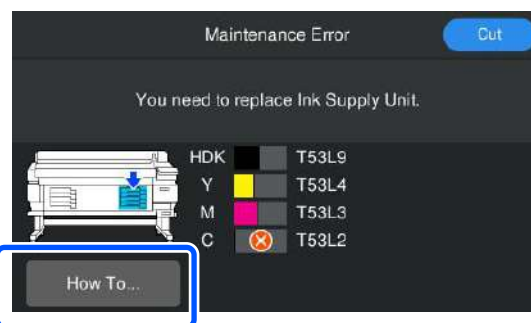 Maintenance Error
Cut
You need to replace Ink Supply Unit.
HDK T53L9
Y T53L4
M T53L3
C T53L2
How To...